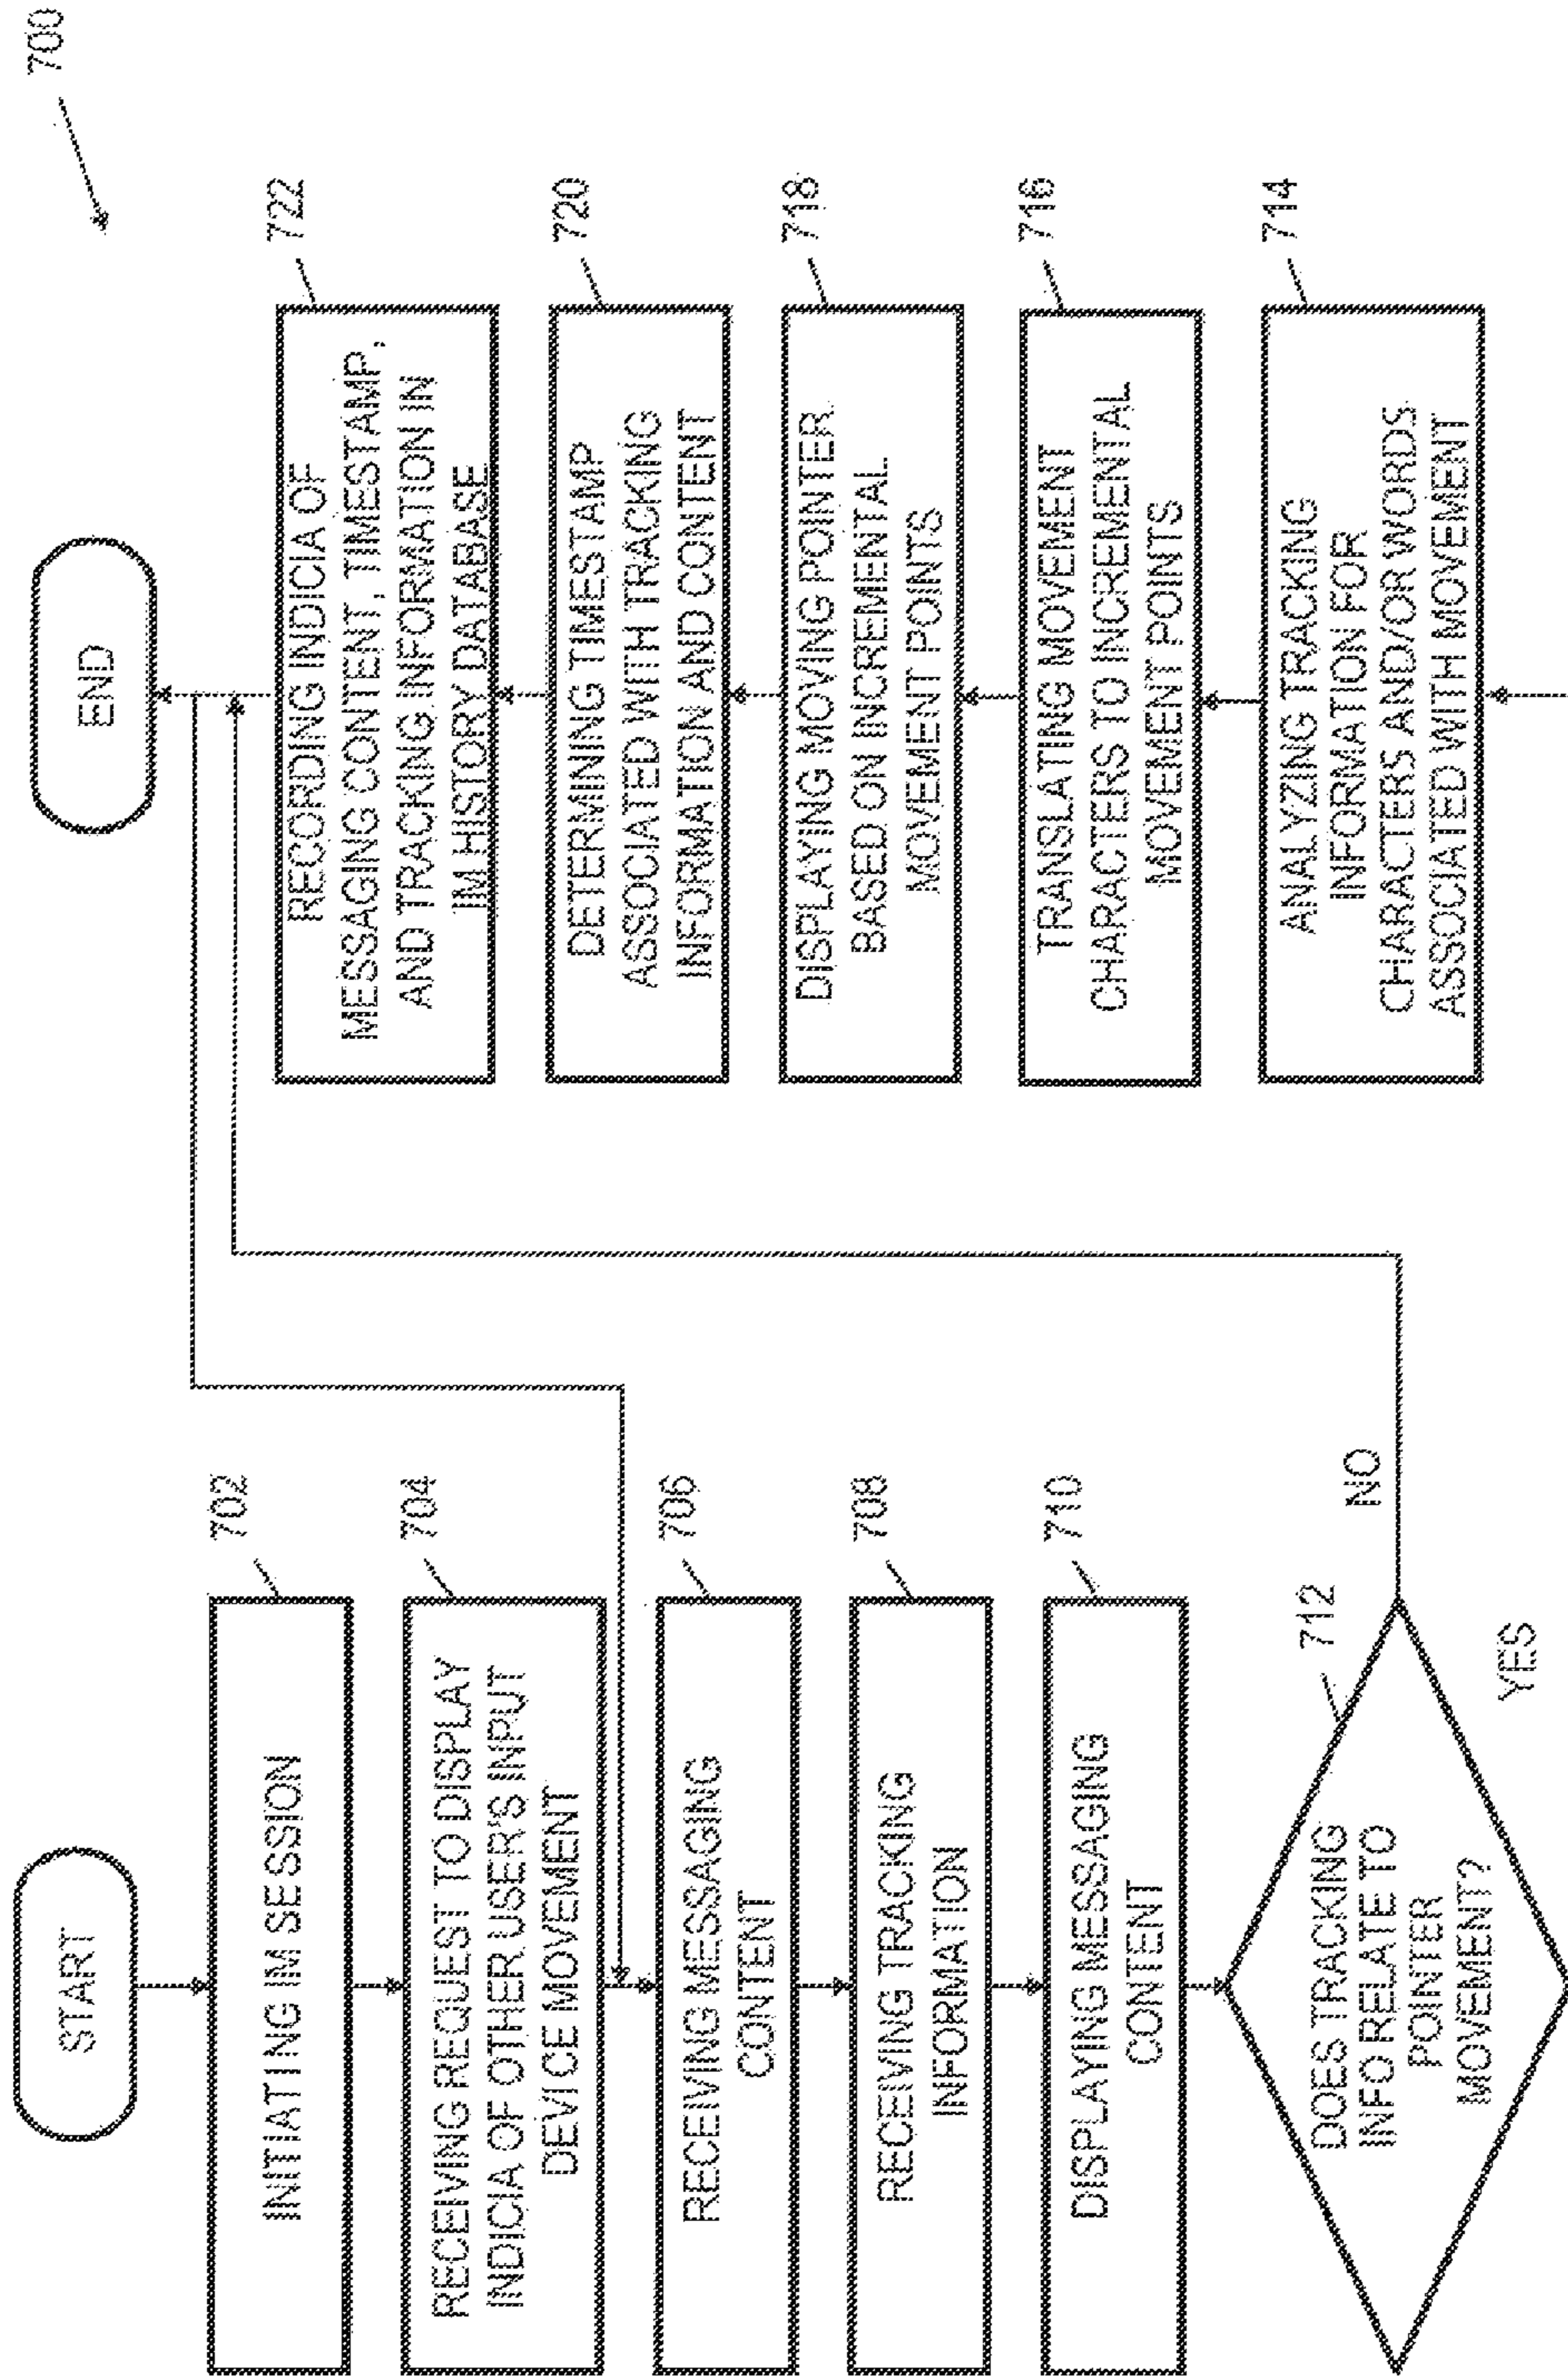 700
START
702
INITIATING IM SESSION
704
RECEIVING REQUEST TO DISPLAY
INDICIA OF OTHER USER'S INPUT
DEVICE MOVEMENT
706
RECEIVING MESSAGING
CONTENT
708
RECEIVING TRACKING
INFORMATION
710
DISPLAYING MESSAGING
CONTENT
712
DOES TRACKING
INFO RELATE TO
POINTER
MOVEMENT?
NO
YES
714
ANALYZING TRACKING
INFORMATION FOR
CHARACTERS AND/OR WORDS
ASSOCIATED WITH MOVEMENT
716
TRANSLATING MOVEMENT
CHARACTERS TO INCREMENTAL
MOVEMENT POINTS
718
DISPLAYING MOVING POINTER
BASED ON INCREMENTAL
MOVEMENT POINTS
720
DETERMINING TIMESTAMP
ASSOCIATED WITH TRACKING
INFORMATION AND CONTENT
722
RECORDING INDICIA OF
MESSAGING CONTENT, TIMESTAMP,
AND TRACKING INFORMATION IN
IM HISTORY DATABASE
END